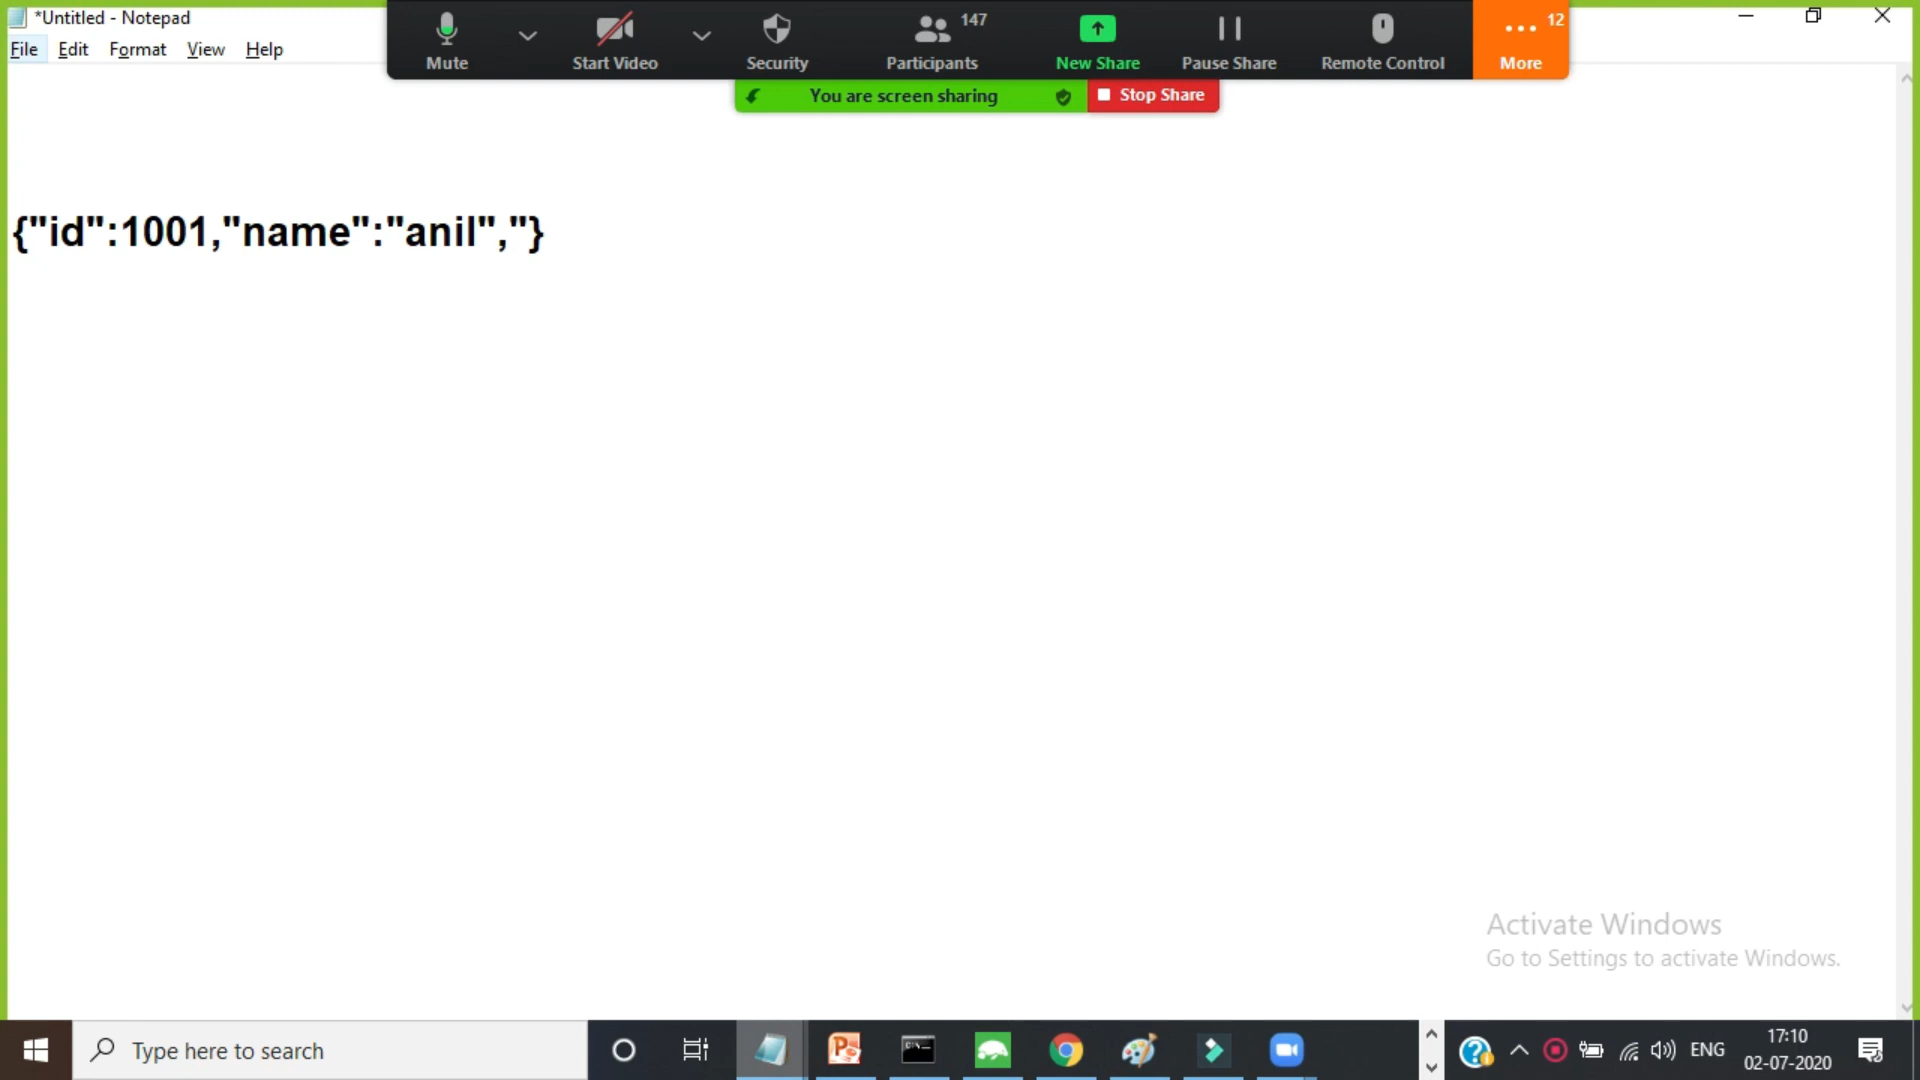 *Untitled - Notepad
File Edit Format View Help
147
12
Mute Start Video Security Participants New Share Pause Share Remote Control More
You are screen sharing Stop Share
{"id":1001,"name":"anil",""}
Activate Windows
Go to Settings to activate Windows.
Type here to search
ENG
17:10
02-07-2020